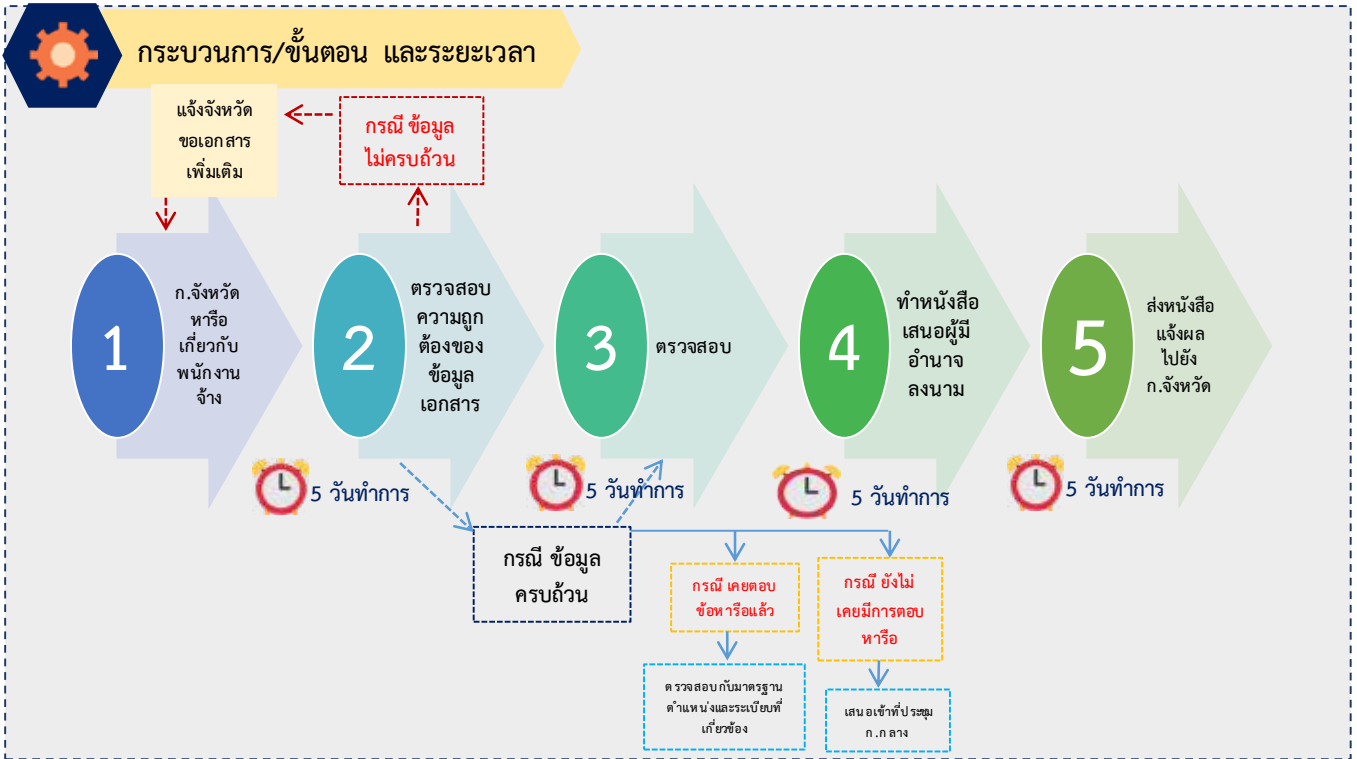 กระบวนการ/ขั้นตอน และระยะเวลา
แจ้งจังหวัด
ขอเอกสาร
เพิ่มเติม
กรณี ข้อมูล
ไม่ครบถ้วน
1
ก.จังหวัด
หารือ
เกี่ยวกับ
พนักงาน
จ้าง
2
ตรวจสอบ
ความถูก
ต้องของ
ข้อมูล
เอกสาร
3
ตรวจสอบ
4
ทำหนังสือ
เสนอผู้มี
อำนาจ
ลงนาม
5
ส่งหนังสือ
แจ้งผล
ไปยัง
ก.จังหวัด
5 วันทำการ
5 วันทำการ
5 วันทำการ
5 วันทำการ
กรณี ข้อมูล
ครบถ้วน
กรณี เคยตอบ
ข้อหารือแล้ว
กรณี ยังไม่
เคยมีการตอบ
หารือ
ตรวจสอบกับมาตรฐาน
ตำแหน่งและระเบียบที่
เกี่ยวข้อง
เสนอเข้าที่ประชุม
ก.กลาง